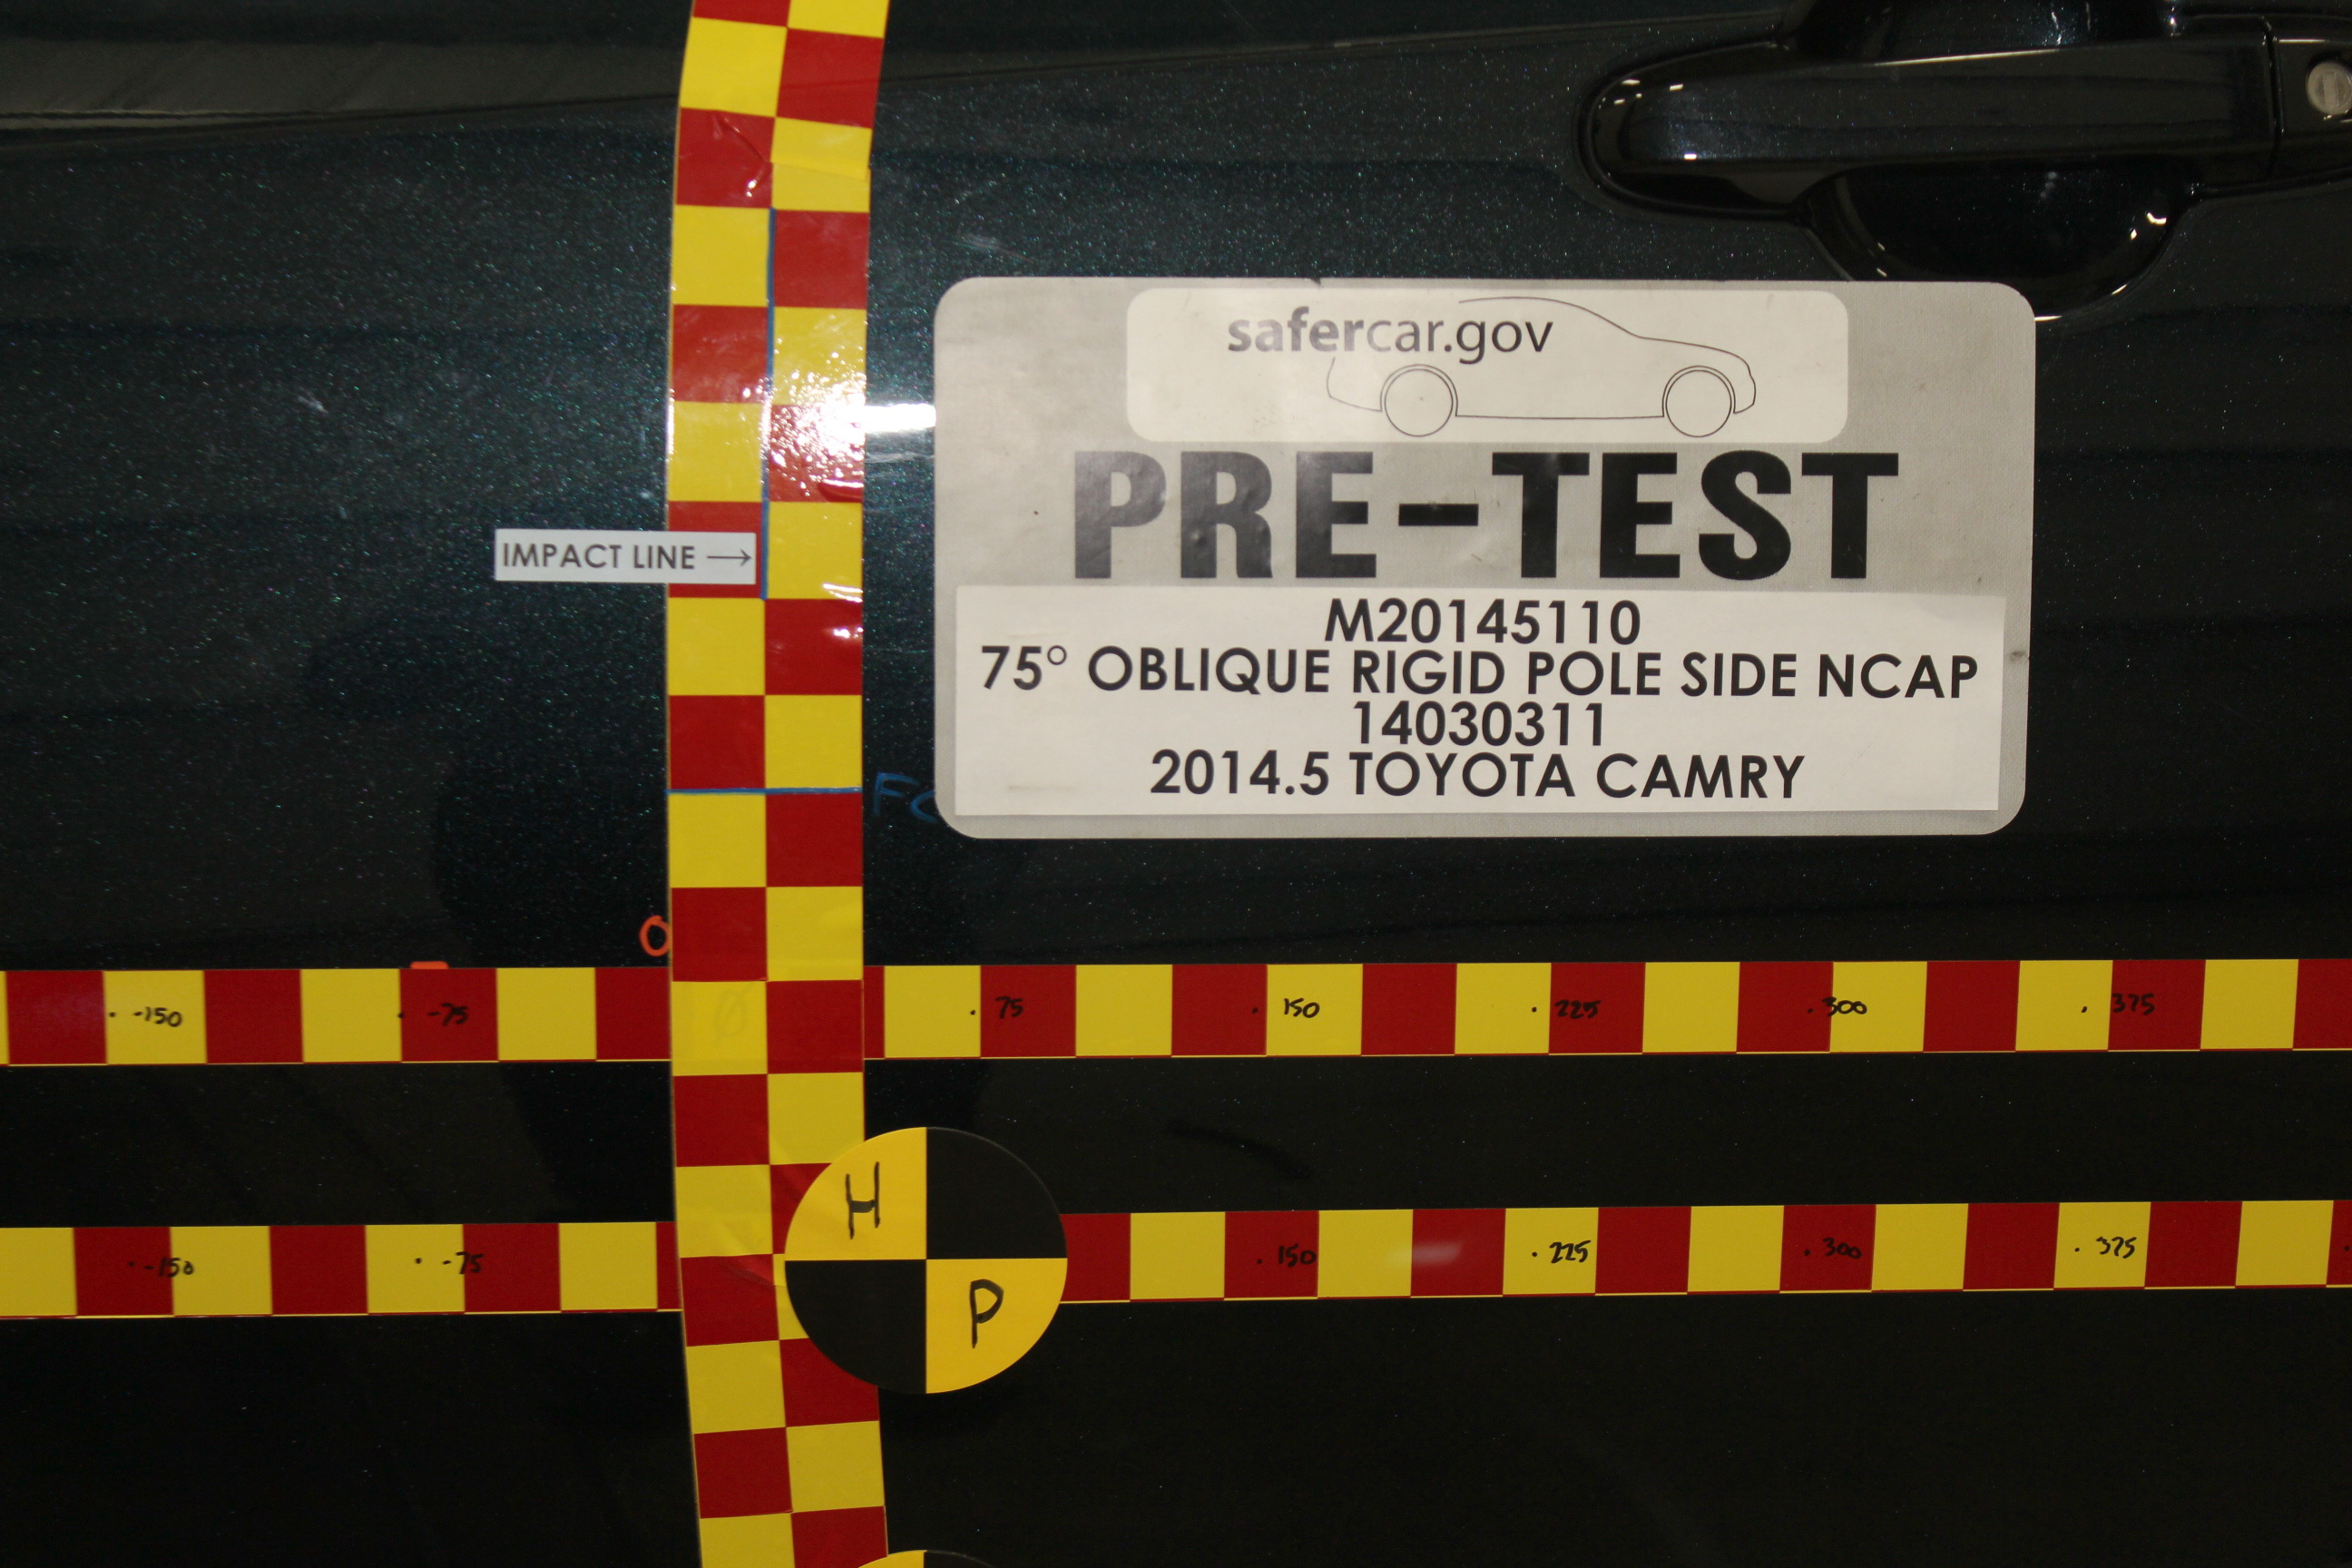 safercar.gov
PRE-TEST
IMPACT LINE →
M20145110
75° OBLIQUE RIGID POLE SIDE NCAP
14030311
2014.5 TOYOTA CAMRY
0
-150 -75 75 150 225 300 375
H
P
-150 -75 150 225 300 375